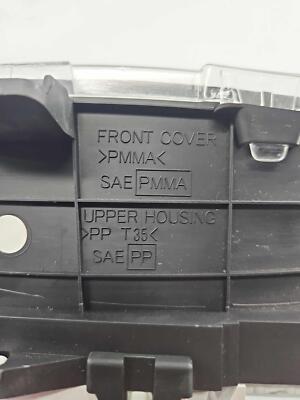 FRONT COVER
>PMMA<
SAE PMMA
UPPER HOUSING
>PP T35<
SAE PP